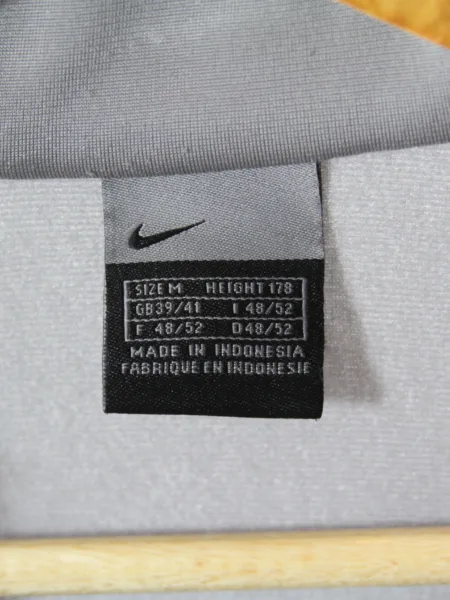 SIZE M HEIGHT 178
GB39/41 I 48/52
F 48/52 D48/52
MADE IN INDONESIA
FABRIQUE EN INDONESIE